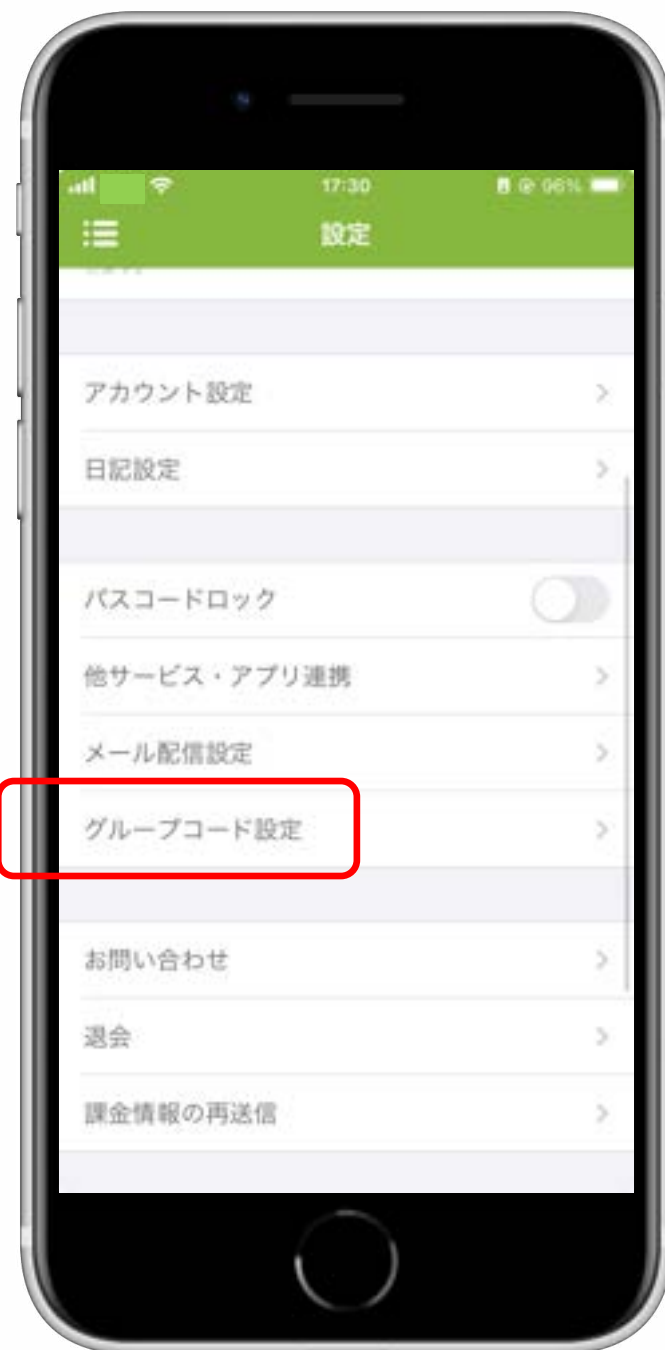 17:30
96%
設定
アカウント設定
日記設定
パスコードロック
他サービス・アプリ連携
メール配信設定
グループコード設定
お問い合わせ
退会
課金情報の再送信